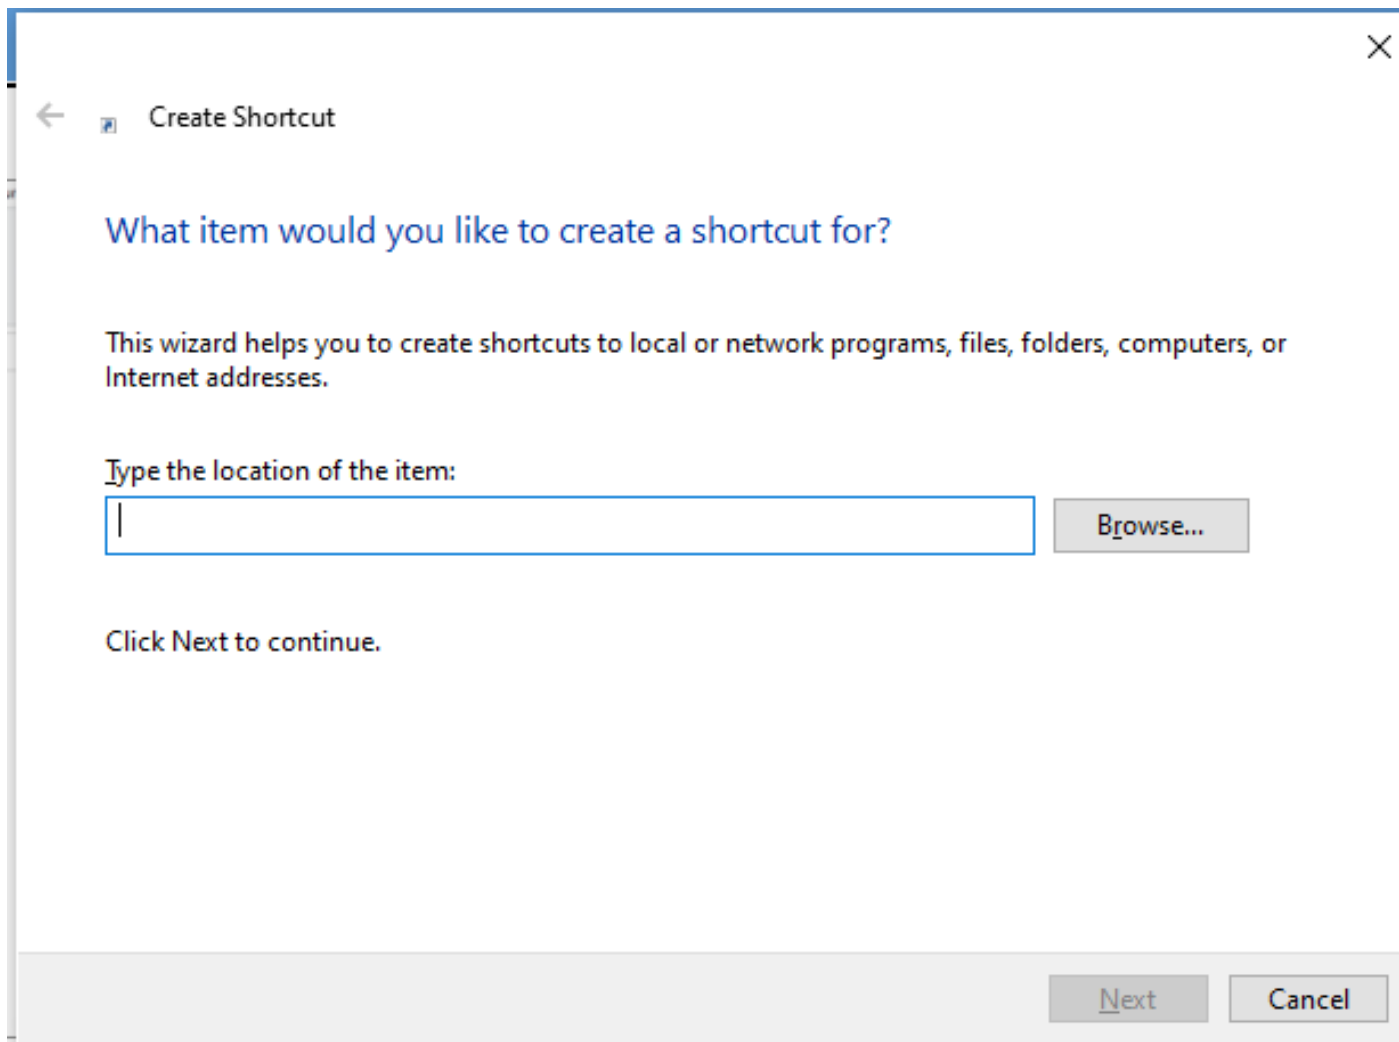 Create Shortcut
What item would you like to create a shortcut for?
This wizard helps you to create shortcuts to local or network programs, files, folders, computers, or
Internet addresses.
Type the location of the item:
Browse...
Click Next to continue.
Next
Cancel